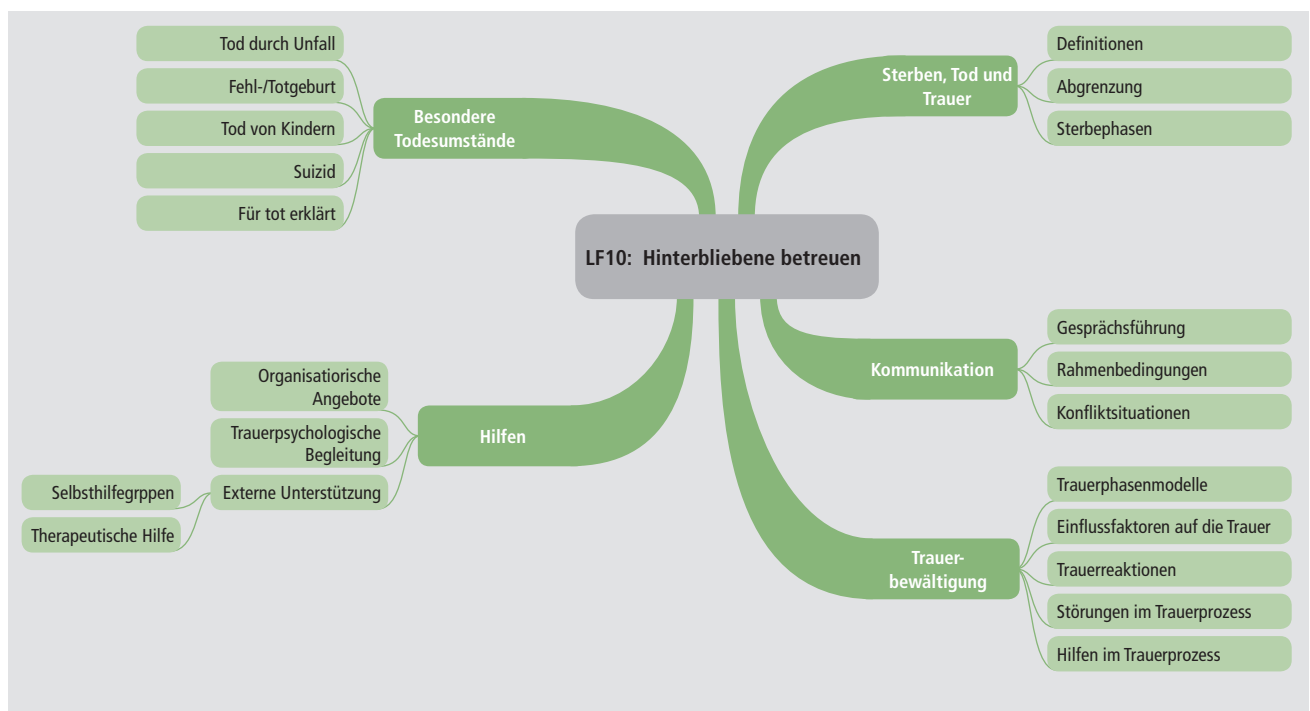 Tod durch Unfall
Fehl-/Totgeburt
Tod von Kindern
Suizid
Für tot erklärt
Besondere
Todesumstände
Sterben, Tod und
Trauer
Definitionen
Abgrenzung
Sterbephasen
LF10: Hinterbliebene betreuen
Kommunikation
Gesprächsführung
Rahmenbedingungen
Konfliktsituationen
Hilfen
Organisatiorische
Angebote
Trauerpsychologische
Begleitung
Externe Unterstützung
Selbsthilfegrppen
Therapeutische Hilfe
Trauer-
bewältigung
Trauerphasenmodelle
Einflussfaktoren auf die Trauer
Trauerreaktionen
Störungen im Trauerprozess
Hilfen im Trauerprozess